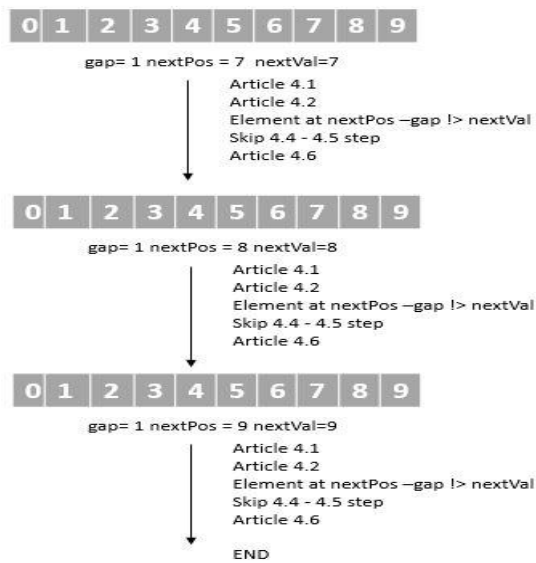 0 1 2 3 4 5 6 7 8 9
gap= 1 nextPos = 7 nextVal=7
Article 4.1
Article 4.2
Element at nextPos –gap !> nextVal
Skip 4.4 - 4.5 step
Article 4.6
0 1 2 3 4 5 6 7 8 9
gap= 1 nextPos = 8 nextVal=8
Article 4.1
Article 4.2
Element at nextPos –gap !> nextVal
Skip 4.4 - 4.5 step
Article 4.6
0 1 2 3 4 5 6 7 8 9
gap= 1 nextPos = 9 nextVal=9
Article 4.1
Article 4.2
Element at nextPos –gap !> nextVal
Skip 4.4 - 4.5 step
Article 4.6
END